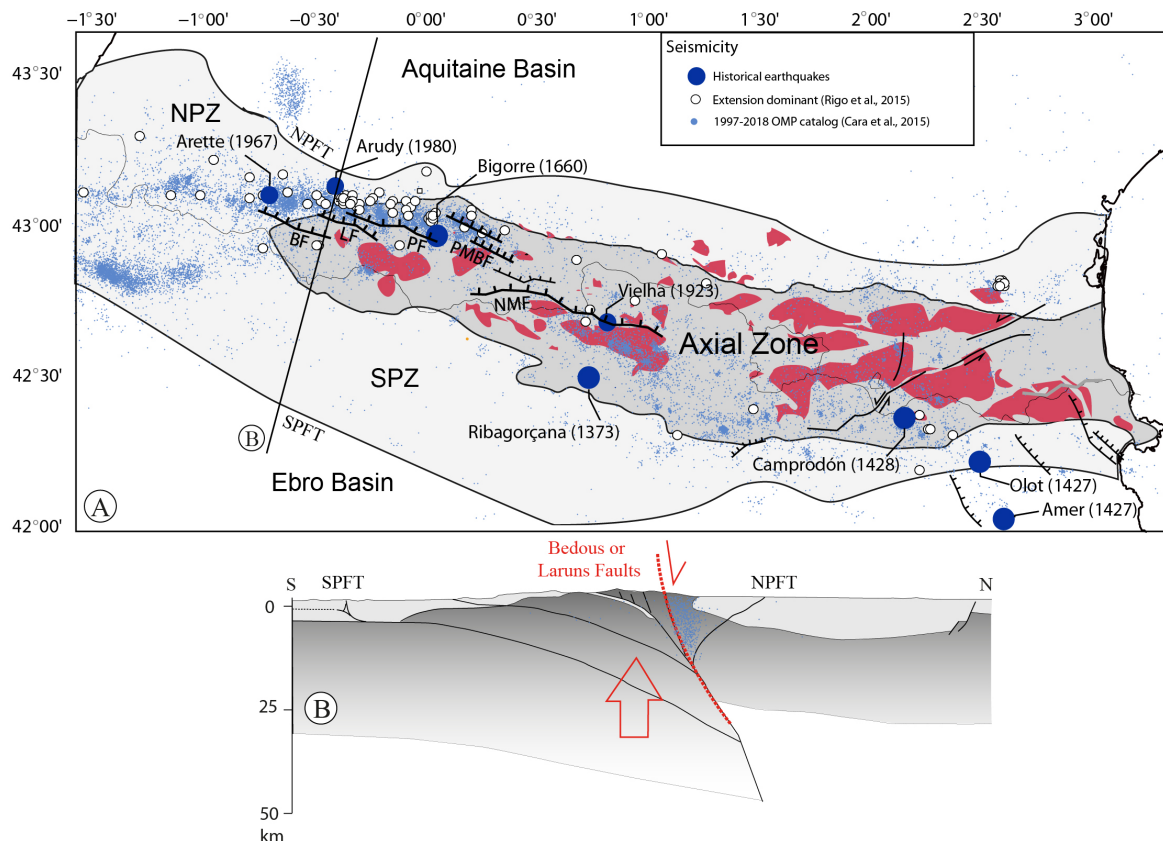 −1°30' −1°00' −0°30' 0°00' 0°30' 1°00' 1°30' 2°00' 2°30' 3°00'
43°30'
43°00'
42°30'
42°00'
Seismicity
Historical earthquakes
Extension dominant (Rigo et al., 2015)
1997-2018 OMP catalog (Cara et al., 2015)
Aquitaine Basin
NPZ
NPFT
Arette (1967)
Arudy (1980)
Bigorre (1660)
BF
LF
PF
PMBF
NMF
Vielha (1923)
Axial Zone
SPZ
SPFT
B
Ribagorçana (1373)
Camprodón (1428)
Olot (1427)
Amer (1427)
Ebro Basin
A
Bedous or
Laruns Faults
S
SPFT
NPFT
N
0
25
50
km
B